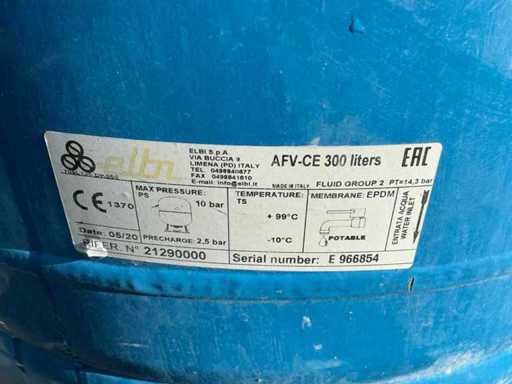 elbi
ELBI S.p.A.
VIA BUCCIA 9
LIMENA (PD) ITALY
TEL. 0498840677
FAX 0498841610
E-mail: info@elbi.it
AFV-CE 300 liters
EAC
MADE IN ITALY
FLUID GROUP 2 PT=14,3 bar
CE 1370
MAX PRESSURE:
PS 10 bar
TEMPERATURE:
TS
+ 99°C
-10°C
MEMBRANE: EPDM
POTABLE
ENTRATA ACQUA
WATER INLET
Date: 05/20
PRECHARGE: 2,5 bar
RIFER. N° 21290000
Serial number: E 966854